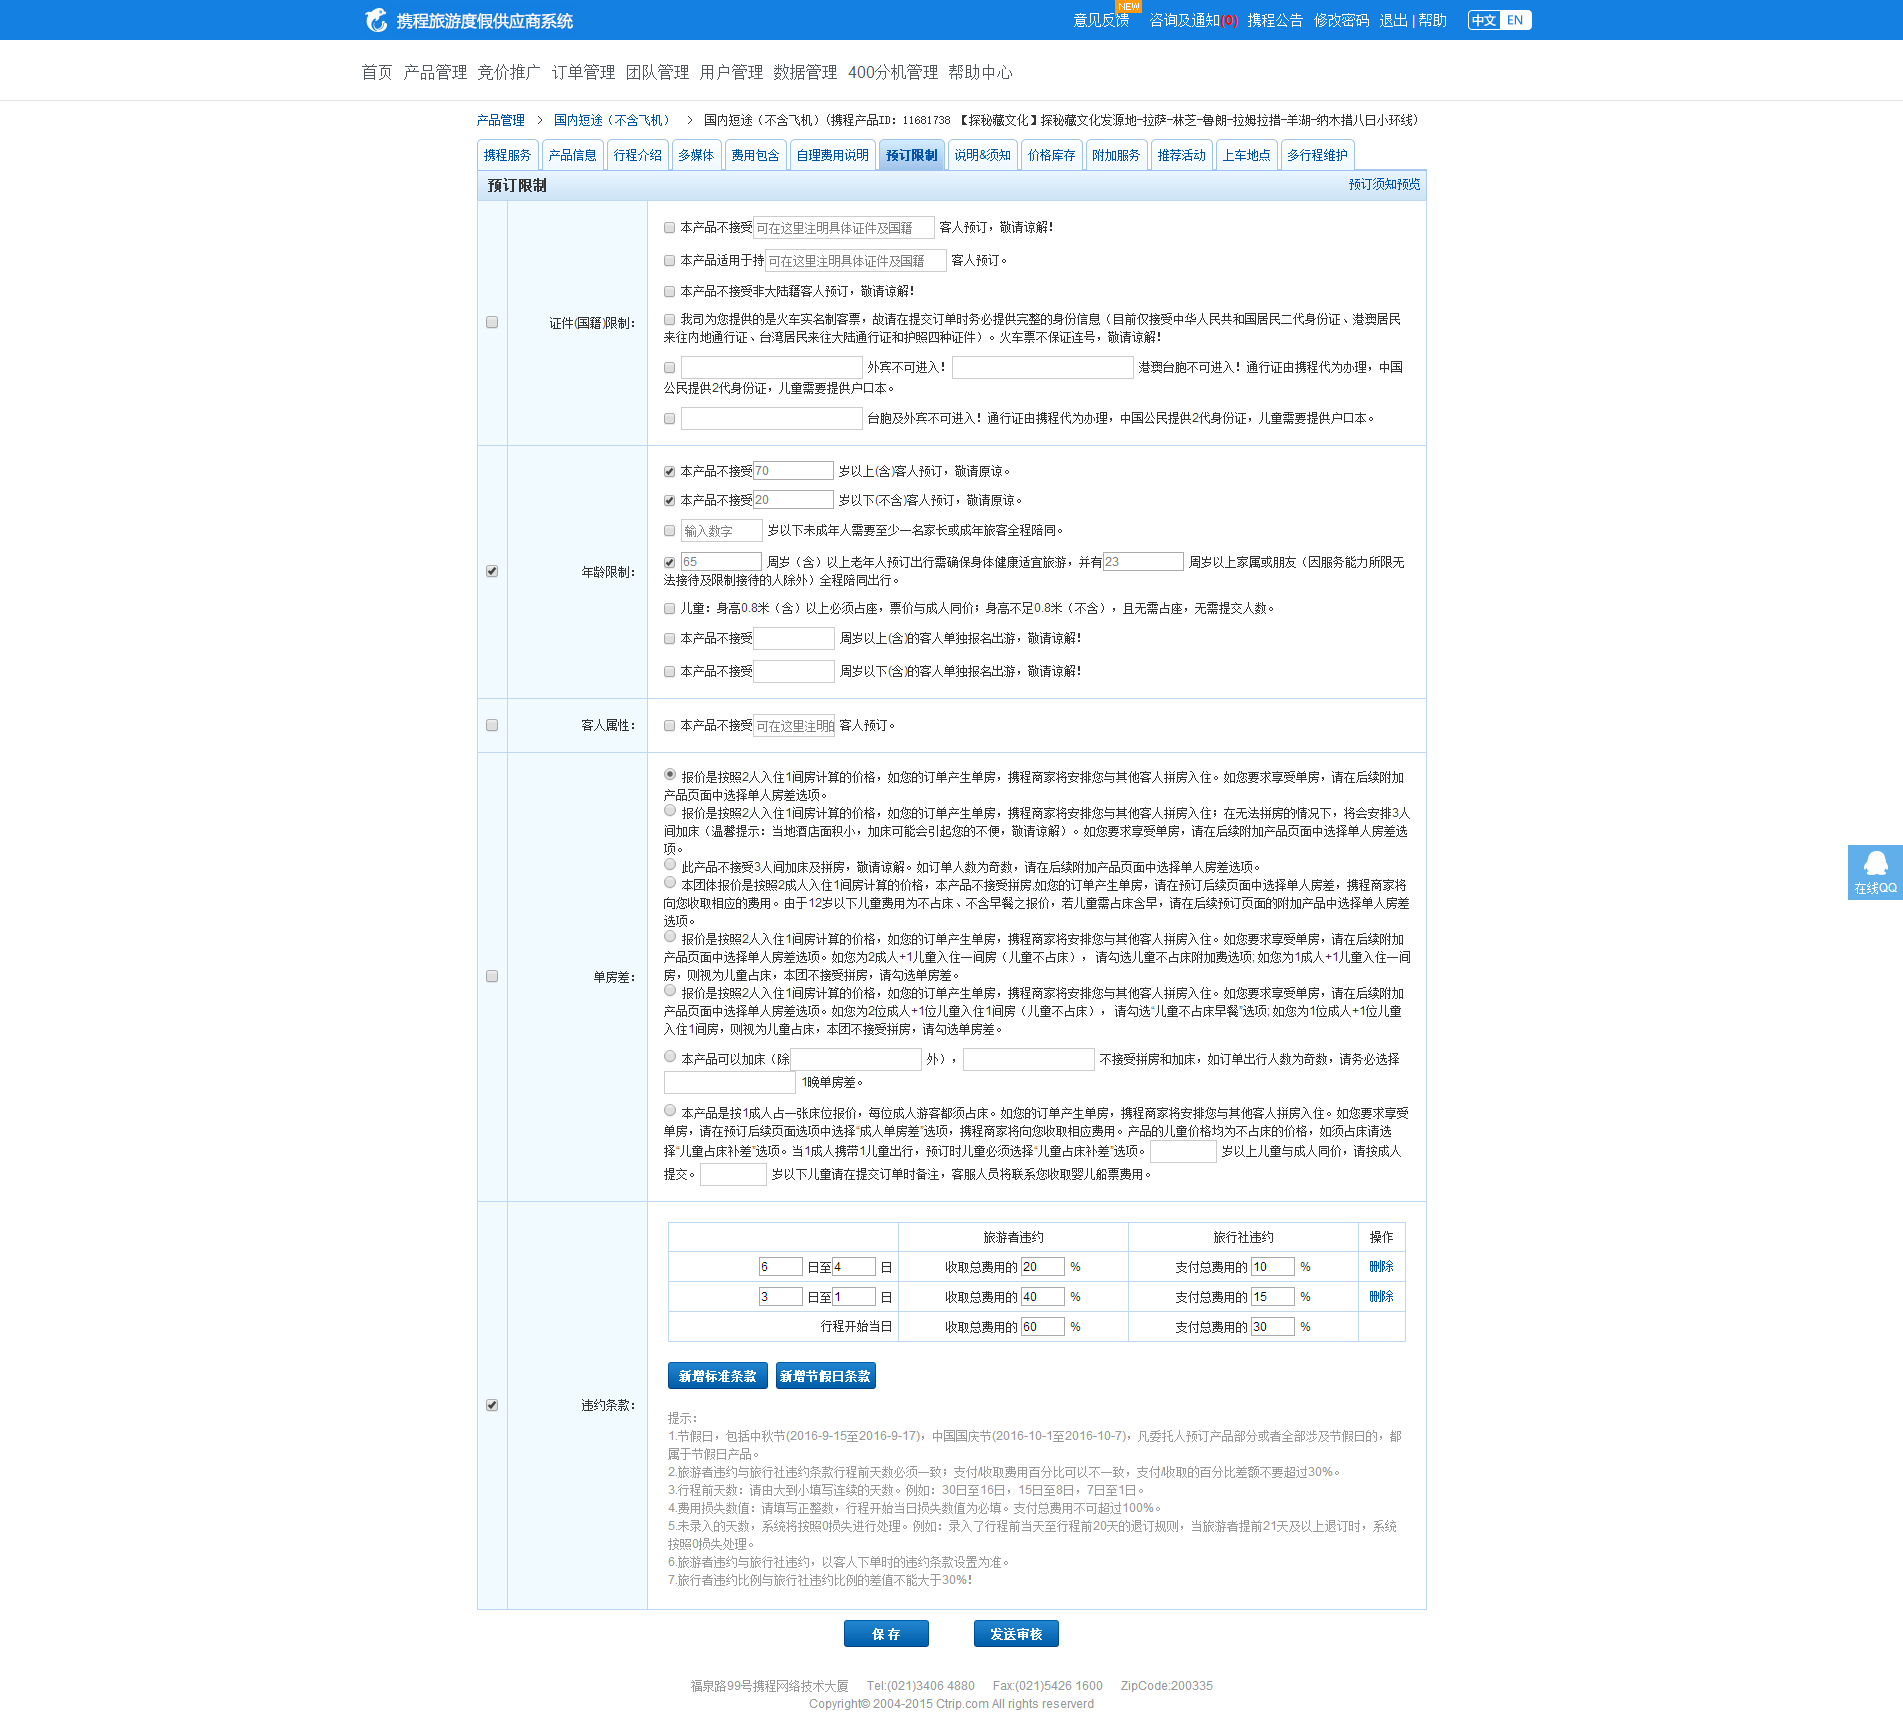 携程旅游度假供应商系统
意见反馈 NEW 咨询及通知(0) 携程公告 修改密码 退出 | 帮助 中文 EN
首页 产品管理 竞价推广 订单管理 团队管理 用户管理 数据管理 400分机管理 帮助中心
产品管理 > 国内短途（不含飞机） > 国内短途（不含飞机）(携程产品ID: 11681738 【探秘藏文化】探秘藏文化发源地-拉萨-林芝-鲁朗-拉姆拉措-羊湖-纳木措八日小环线)
携程服务 产品信息 行程介绍 多媒体 费用包含 自理费用说明 预订限制 说明&须知 价格库存 附加服务 推荐活动 上车地点 多行程维护
预订限制 预订须知预览
证件(国籍)限制：
本产品不接受 可在这里注明具体证件及国籍 客人预订，敬请谅解！
本产品适用于持 可在这里注明具体证件及国籍 客人预订。
本产品不接受非大陆籍客人预订，敬请谅解！
我司为您提供的是火车实名制客票，故请在提交订单时务必提供完整的身份信息（目前仅接受中华人民共和国居民二代身份证、港澳居民
来往内地通行证、台湾居民来往大陆通行证和护照四种证件）。火车票不保证连号，敬请谅解！
外宾不可进入！ 港澳台胞不可进入！通行证由携程代为办理，中国
公民提供2代身份证，儿童需要提供户口本。
台胞及外宾不可进入！通行证由携程代为办理，中国公民提供2代身份证，儿童需要提供户口本。
年龄限制：
本产品不接受 70 岁以上(含)客人预订，敬请原谅。
本产品不接受 20 岁以下(不含)客人预订，敬请原谅。
输入数字 岁以下未成年人需要至少一名家长或成年旅客全程陪同。
65 周岁（含）以上老年人预订出行需确保身体健康适宜旅游，并有 23 周岁以上家属或朋友（因服务能力所限无
法接待及限制接待的人除外）全程陪同出行。
儿童：身高0.8米（含）以上必须占座，票价与成人同价；身高不足0.8米（不含），且无需占座，无需提交人数。
本产品不接受 周岁以上(含)的客人单独报名出游，敬请谅解！
本产品不接受 周岁以下(含)的客人单独报名出游，敬请谅解！
客人属性：
本产品不接受 可在这里注明 客人预订。
单房差：
报价是按照2人入住1间房计算的价格，如您的订单产生单房，携程商家将安排您与其他客人拼房入住。如您要求享受单房，请在后续附加
产品页面中选择单人房差选项。
报价是按照2人入住1间房计算的价格，如您的订单产生单房，携程商家将安排您与其他客人拼房入住；在无法拼房的情况下，将会安排3人
间加床（温馨提示：当地酒店面积小，加床可能会引起您的不便，敬请谅解）。如您要求享受单房，请在后续附加产品页面中选择单人房差选
项。
此产品不接受3人间加床及拼房，敬请谅解。如订单人数为奇数，请在后续附加产品页面中选择单人房差选项。
本团体报价是按照2成人入住1间房计算的价格，本产品不接受拼房,如您的订单产生单房，请在预订后续页面中选择单人房差，携程商家将
向您收取相应的费用。由于12岁以下儿童费用为不占床、不含早餐之报价，若儿童需占床含早，请在后续预订页面的附加产品中选择单人房差
选项。
报价是按照2人入住1间房计算的价格，如您的订单产生单房，携程商家将安排您与其他客人拼房入住。如您要求享受单房，请在后续附加
产品页面中选择单人房差选项。如您为2成人+1儿童入住一间房（儿童不占床），请勾选儿童不占床附加费选项; 如您为1成人+1儿童入住一间
房，则视为儿童占床，本团不接受拼房，请勾选单房差。
报价是按照2人入住1间房计算的价格，如您的订单产生单房，携程商家将安排您与其他客人拼房入住。如您要求享受单房，请在后续附加
产品页面中选择单人房差选项。如您为2位成人+1位儿童入住1间房（儿童不占床），请勾选“儿童不占床早餐”选项; 如您为1位成人+1位儿童
入住1间房，则视为儿童占床，本团不接受拼房，请勾选单房差。
本产品可以加床（除 外）， 不接受拼房和加床，如订单出行人数为奇数，请务必选择
1晚单房差。
本产品是按1成人占一张床位报价，每位成人游客都须占床。如您的订单产生单房，携程商家将安排您与其他客人拼房入住。如您要求享受
单房，请在预订后续页面选项中选择“成人单房差”选项，携程商家将向您收取相应费用。产品的儿童价格均为不占床的价格，如须占床请选
择“儿童占床补差”选项。当1成人携带1儿童出行，预订时儿童必须选择“儿童占床补差”选项。 岁以上儿童与成人同价，请按成人
提交。 岁以下儿童请在提交订单时备注，客服人员将联系您收取婴儿船票费用。
违约条款：
旅游者违约 旅行社违约 操作
6 日至 4 日 收取总费用的 20 % 支付总费用的 10 % 删除
3 日至 1 日 收取总费用的 40 % 支付总费用的 15 % 删除
行程开始当日 收取总费用的 60 % 支付总费用的 30 %
新增标准条款 新增节假日条款
提示：
1.节假日，包括中秋节(2016-9-15至2016-9-17)，中国国庆节(2016-10-1至2016-10-7)，凡委托人预订产品部分或者全部涉及节假日的，都
属于节假日产品。
2.旅游者违约与旅行社违约条款行程前天数必须一致；支付/收取费用百分比可以不一致，支付/收取的百分比差额不要超过30%。
3.行程前天数：请由大到小填写连续的天数。例如：30日至16日，15日至8日，7日至1日。
4.费用损失数值：请填写正整数，行程开始当日损失数值为必填。支付总费用不可超过100%。
5.未录入的天数，系统将按照0损失进行处理。例如：录入了行程前当天至行程前20天的退订规则，当旅游者提前21天及以上退订时，系统
按照0损失处理。
6.旅游者违约与旅行社违约，以客人下单时的违约条款设置为准。
7.旅行者违约比例与旅行社违约比例的差值不能大于30%！
保 存 发送审核
在线QQ
福泉路99号携程网络技术大厦 Tel:(021)3406 4880 Fax:(021)5426 1600 ZipCode:200335
Copyright© 2004-2015 Ctrip.com All rights reserverd